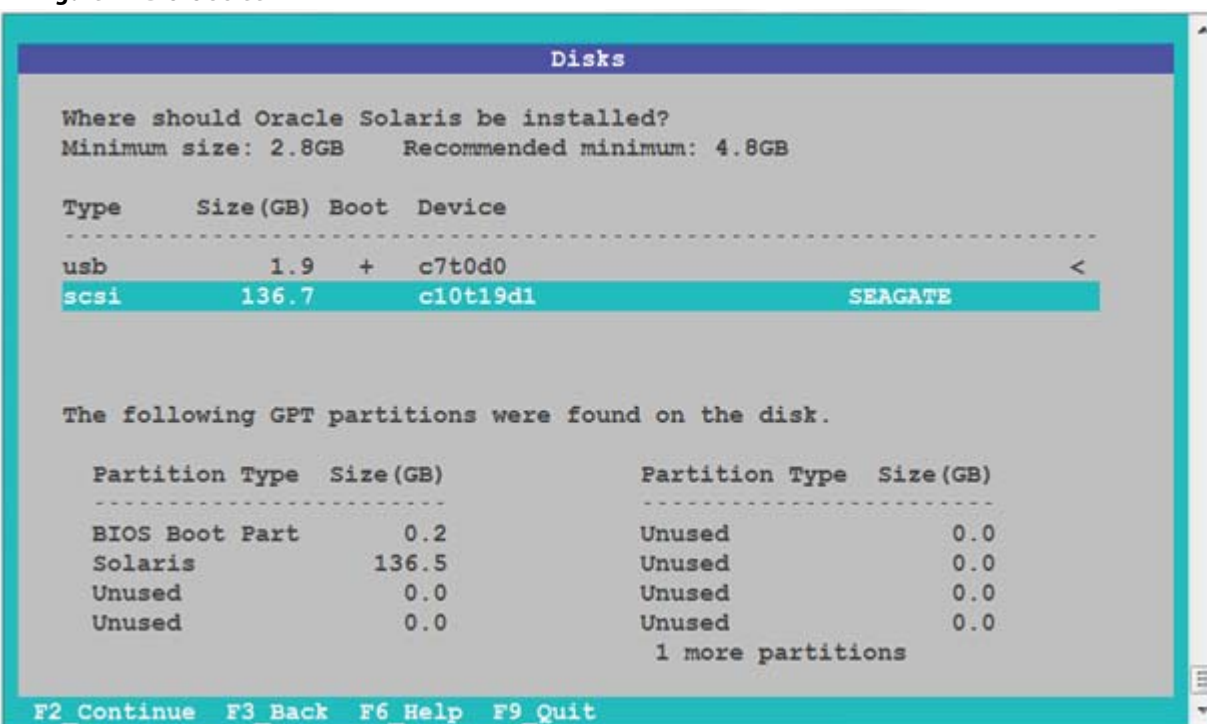 Disks
Where should Oracle Solaris be installed?
Minimum size: 2.8GB Recommended minimum: 4.8GB
Type Size(GB) Boot Device
usb 1.9 + c7t0d0 <
scsi 136.7 c10t19d1 SEAGATE
The following GPT partitions were found on the disk.
Partition Type Size(GB) Partition Type Size(GB)
BIOS Boot Part 0.2 Unused 0.0
Solaris 136.5 Unused 0.0
Unused 0.0 Unused 0.0
Unused 0.0 Unused 0.0
1 more partitions
F2_Continue F3_Back F6_Help F9_Quit